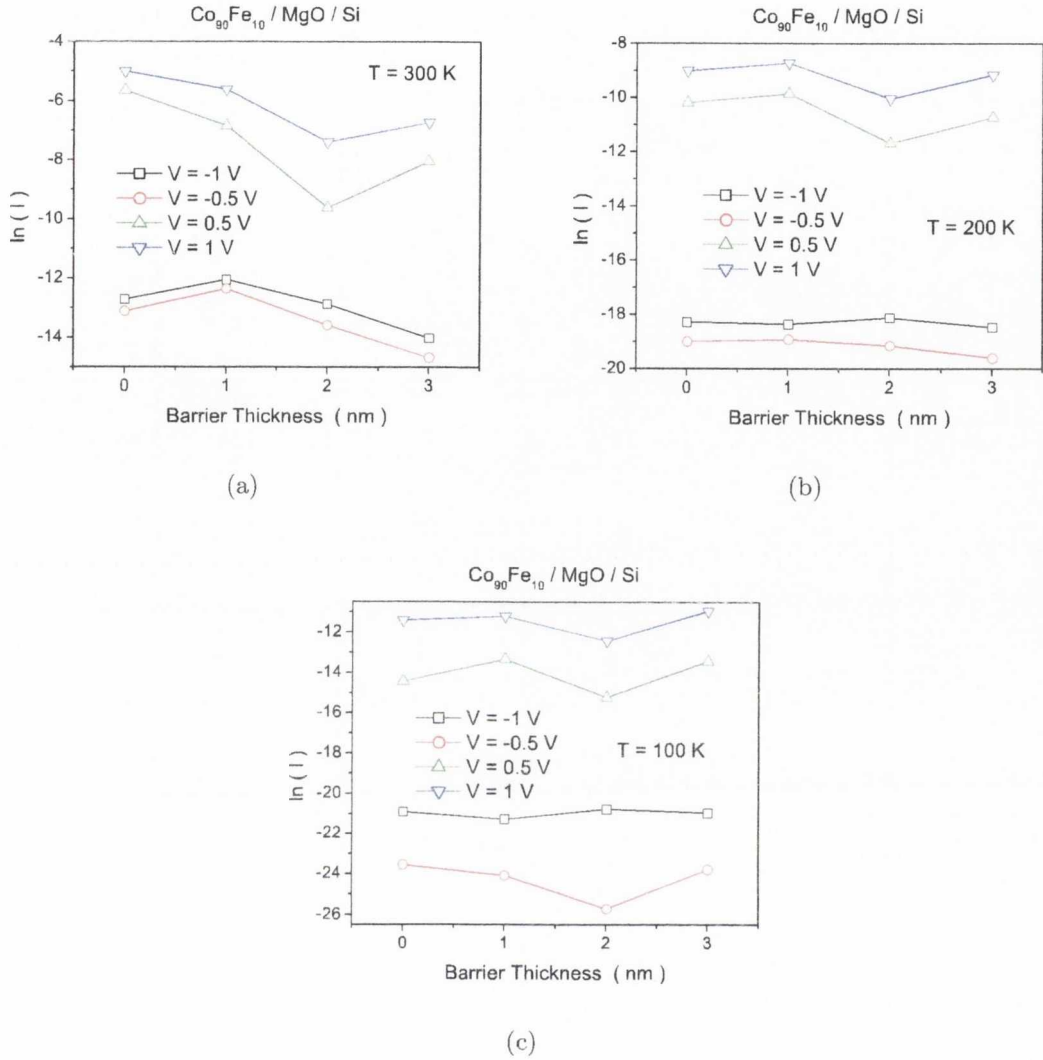 Co90Fe10 / MgO / Si
-4
-6
-8
-10
-12
-14
ln ( I )
T = 300 K
V = -1 V
V = -0.5 V
V = 0.5 V
V = 1 V
0 1 2 3
Barrier Thickness ( nm )
(a)
Co90Fe10 / MgO / Si
-8
-10
-12
-14
-16
-18
-20
ln ( I )
V = -1 V
V = -0.5 V
V = 0.5 V
V = 1 V
T = 200 K
0 1 2 3
Barrier Thickness ( nm )
(b)
Co90Fe10 / MgO / Si
-12
-14
-16
-18
-20
-22
-24
-26
ln ( I )
V = -1 V
V = -0.5 V
V = 0.5 V
V = 1 V
T = 100 K
0 1 2 3
Barrier Thickness ( nm )
(c)